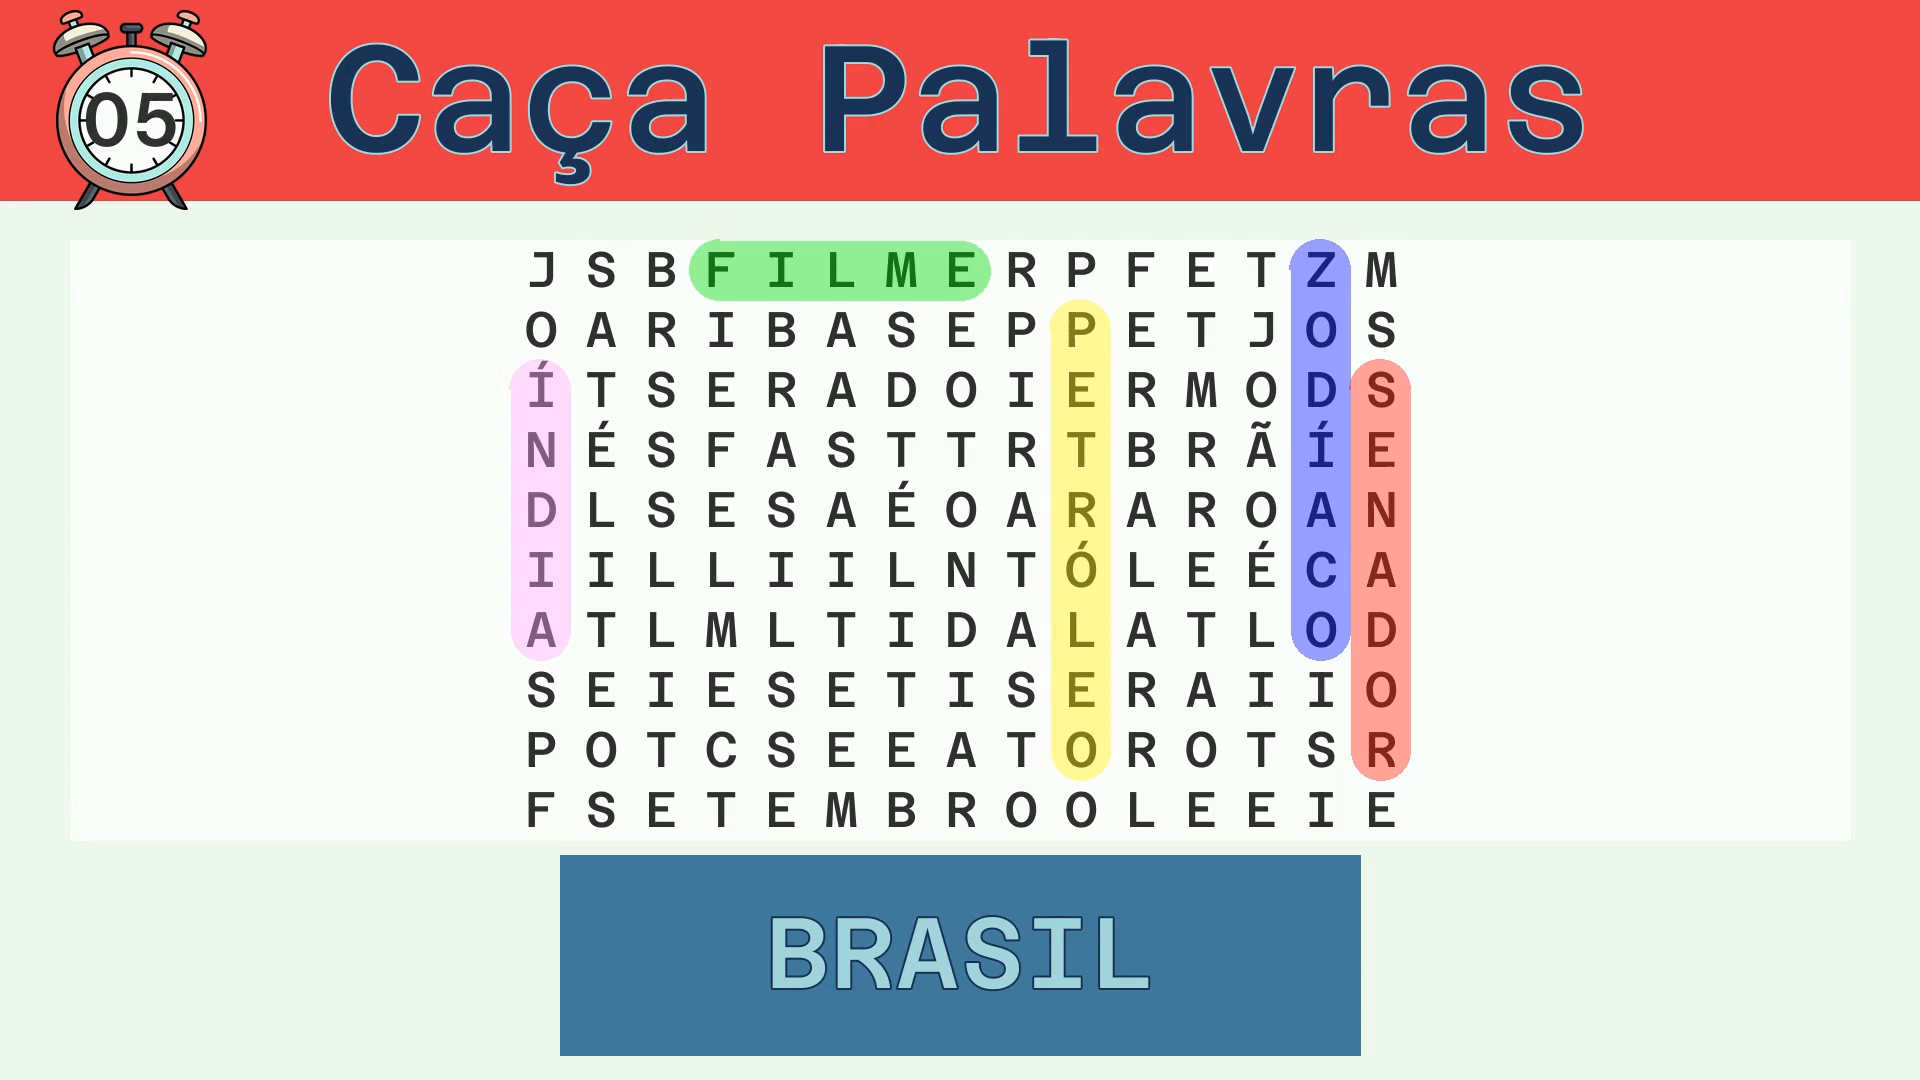 05
Caça Palavras
J S B F I L M E R P F E T Z M
O A R I B A S E P P E T J O S
Í T S E R A D O I E R M O D S
N É S F A S T T R T B R Ã Í E
D L S E S A É O A R A R O A N
I I L L I I L N T Ó L E É C A
A T L M L T I D A L A T L O D
S E I E S E T I S E R A I I O
P O T C S E E A T O R O T S R
F S E T E M B R O O L E E I E
BRASIL